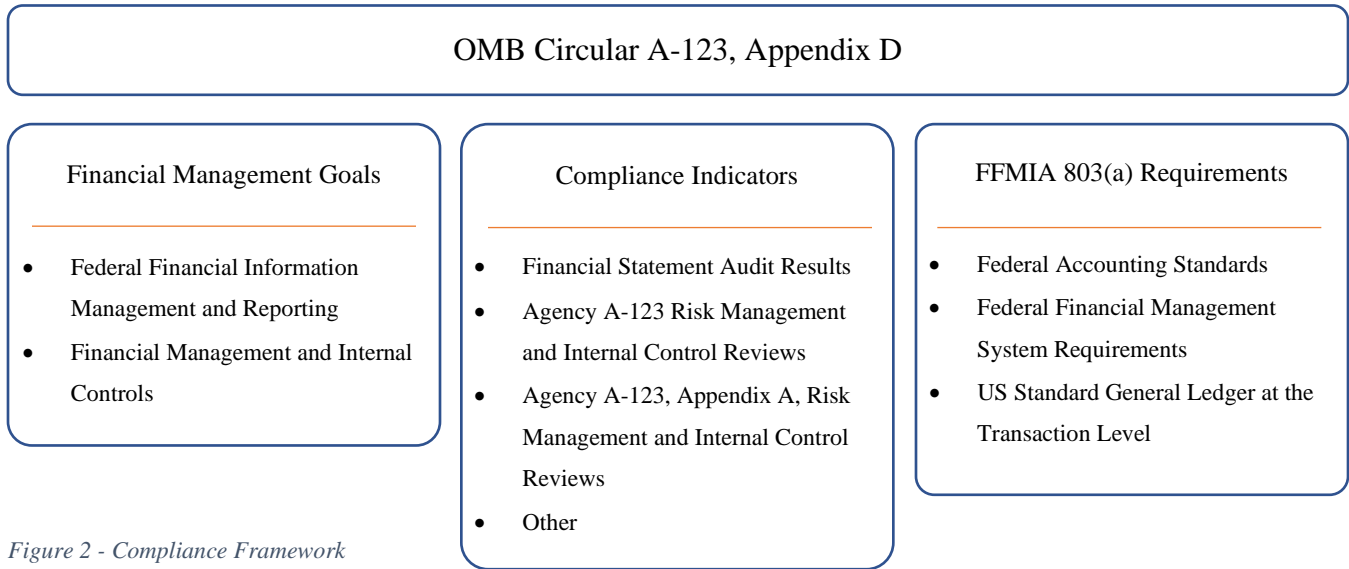 OMB Circular A-123, Appendix D
Financial Management Goals
• Federal Financial Information
Management and Reporting
• Financial Management and Internal
Controls
Compliance Indicators
• Financial Statement Audit Results
• Agency A-123 Risk Management
and Internal Control Reviews
• Agency A-123, Appendix A, Risk
Management and Internal Control
Reviews
• Other
FFMIA 803(a) Requirements
• Federal Accounting Standards
• Federal Financial Management
System Requirements
• US Standard General Ledger at the
Transaction Level
Figure 2 - Compliance Framework